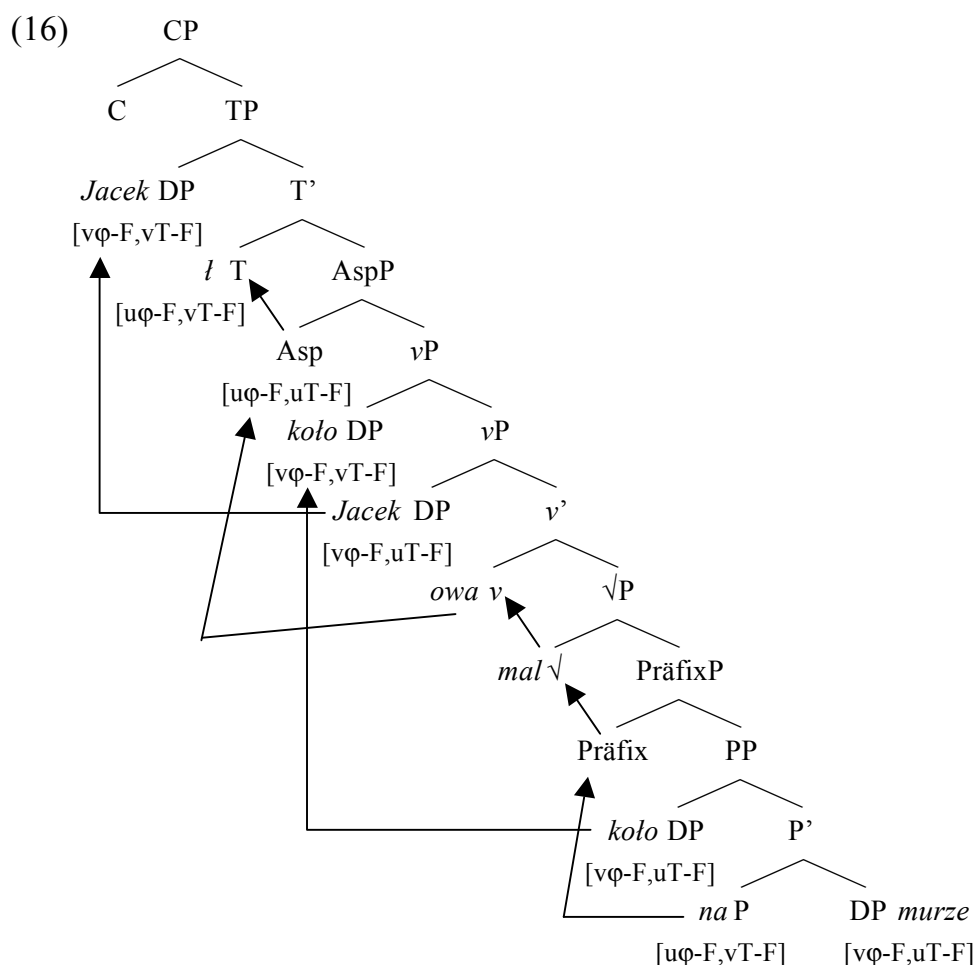 (16) CP
C TP
Jacek DP T’
[vφ-F,vT-F]
ł T AspP
[uφ-F,vT-F]
Asp vP
[uφ-F,uT-F]
koło DP vP
[vφ-F,vT-F]
Jacek DP v’
[vφ-F,uT-F]
owa v √P
mal √ PräfixP
Präfix PP
koło DP P’
[vφ-F,uT-F]
na P DP murze
[uφ-F,vT-F] [vφ-F,uT-F]